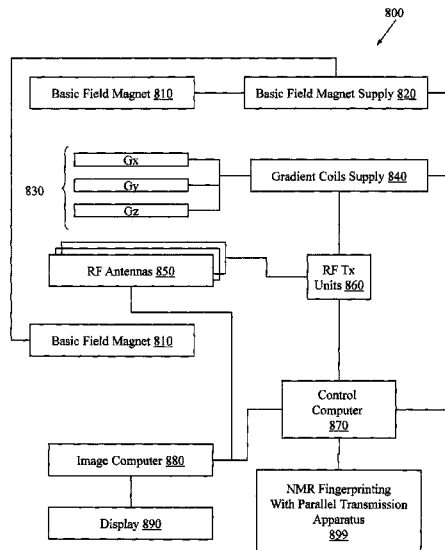 800
Basic Field Magnet 810
Basic Field Magnet Supply 820
830
Gx
Gy
Gz
Gradient Coils Supply 840
RF Antennas 850
RF Tx
Units 860
Basic Field Magnet 810
Control
Computer
870
Image Computer 880
NMR Fingerprinting
With Parallel Transmission
Apparatus
899
Display 890